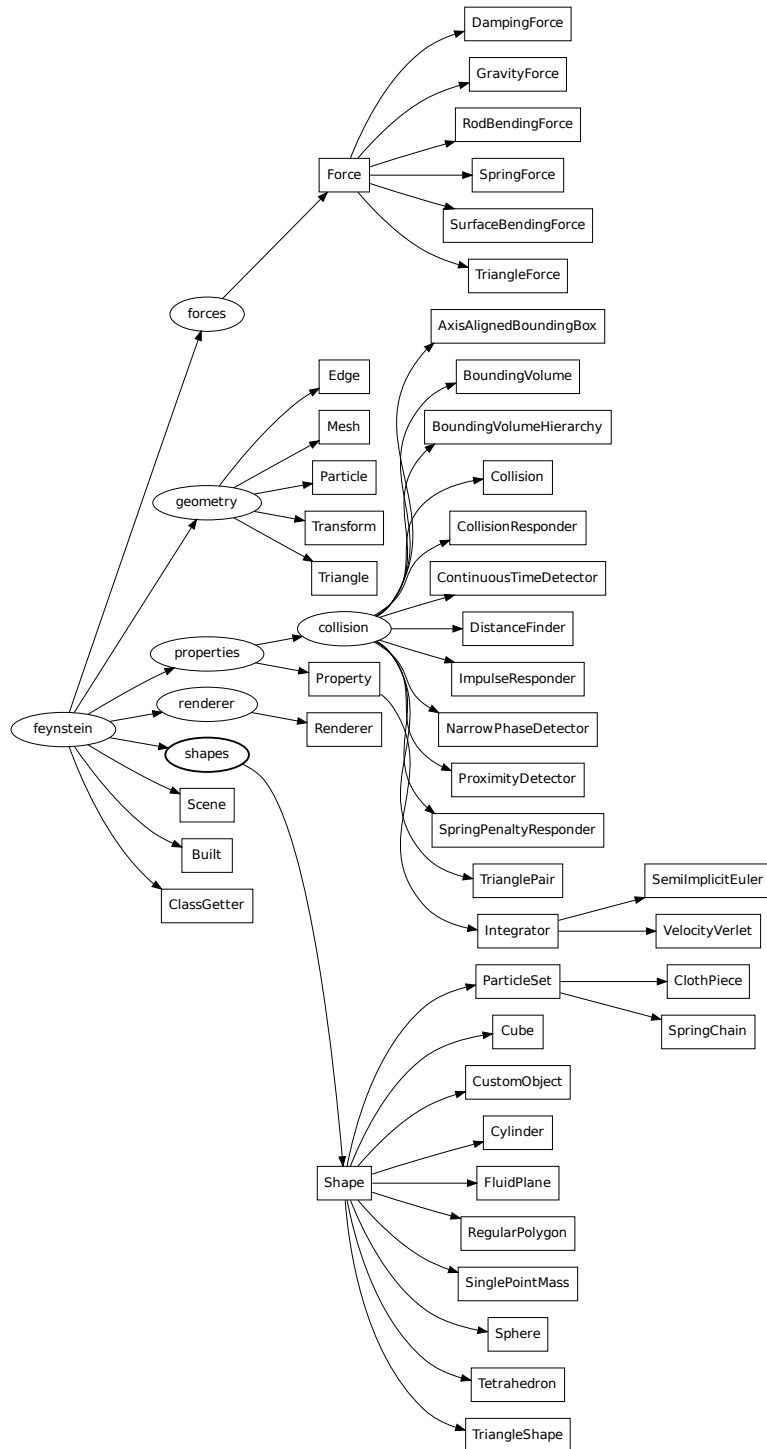 DampingForce
GravityForce
RodBendingForce
Force
SpringForce
SurfaceBendingForce
TriangleForce
forces
AxisAlignedBoundingBox
Edge
BoundingVolume
Mesh
BoundingVolumeHierarchy
Particle
Collision
geometry
Transform
CollisionResponder
Triangle
ContinuousTimeDetector
collision
DistanceFinder
properties
Property
ImpulseResponder
renderer
feynstein
Renderer
NarrowPhaseDetector
shapes
ProximityDetector
Scene
SpringPenaltyResponder
Built
TrianglePair
SemiImplicitEuler
ClassGetter
Integrator
VelocityVerlet
ParticleSet
ClothPiece
Cube
SpringChain
CustomObject
Cylinder
Shape
FluidPlane
RegularPolygon
SinglePointMass
Sphere
Tetrahedron
TriangleShape